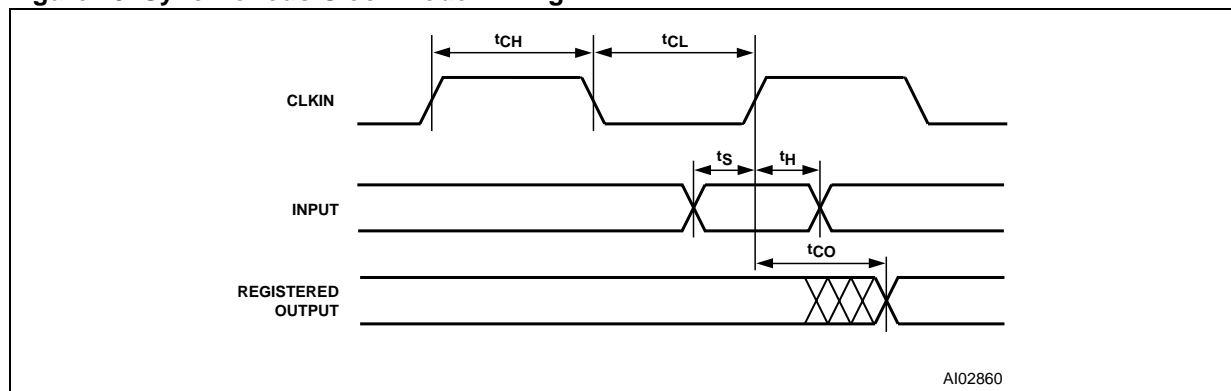 tCH
tCL
CLKIN
tS
tH
INPUT
tCO
REGISTERED
OUTPUT
AI02860